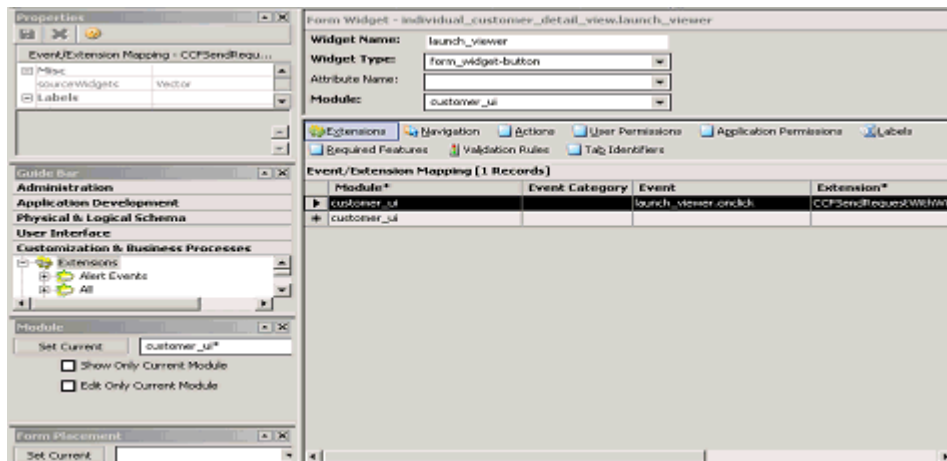 Properties
Event/Extension Mapping - CCFSendRequ...
Misc
sourceWidgets Vector
Labels
Guide Bar
Administration
Application Development
Physical & Logical Schema
User Interface
Customization & Business Processes
Extensions
Alert Events
All
Module
Set Current customer_ui*
Show Only Current Module
Edit Only Current Module
Form Placement
Set Current
Form Widget - individual_customer_detail_view.launch_viewer
Widget Name: launch_viewer
Widget Type: form_widget-button
Attribute Name:
Module: customer_ui
Extensions Navigation Actions User Permissions Application Permissions Labels
Required Features Validation Rules Tab Identifiers
Event/Extension Mapping [1 Records]
Module* Event Category Event Extension*
customer_ui launch_viewer.onclick CCFSendRequestWithWi
customer_ui